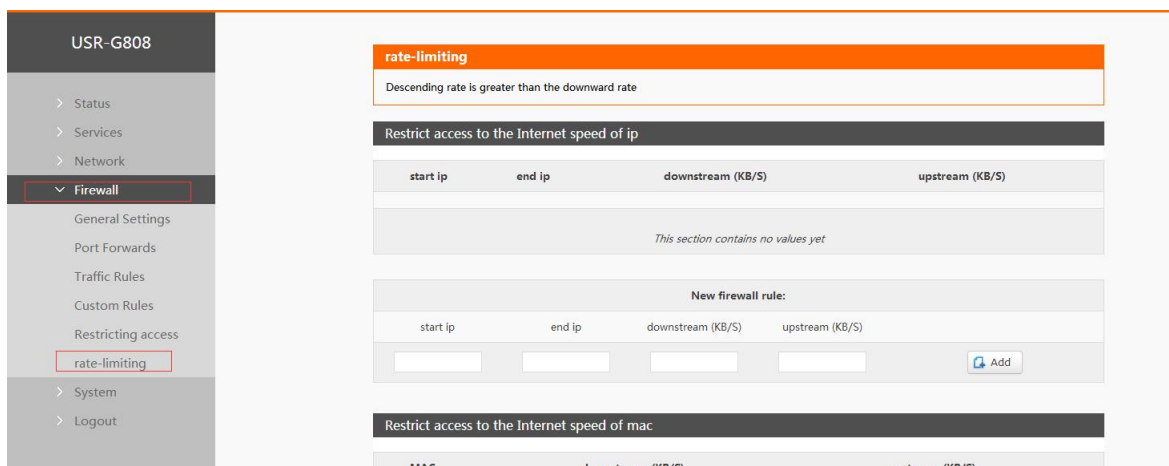 USR-G808
Status
Services
Network
Firewall
General Settings
Port Forwards
Traffic Rules
Custom Rules
Restricting access
rate-limiting
System
Logout
rate-limiting
Descending rate is greater than the downward rate
Restrict access to the Internet speed of ip
start ip end ip downstream (KB/S) upstream (KB/S)
This section contains no values yet
New firewall rule:
start ip end ip downstream (KB/S) upstream (KB/S)
Add
Restrict access to the Internet speed of mac